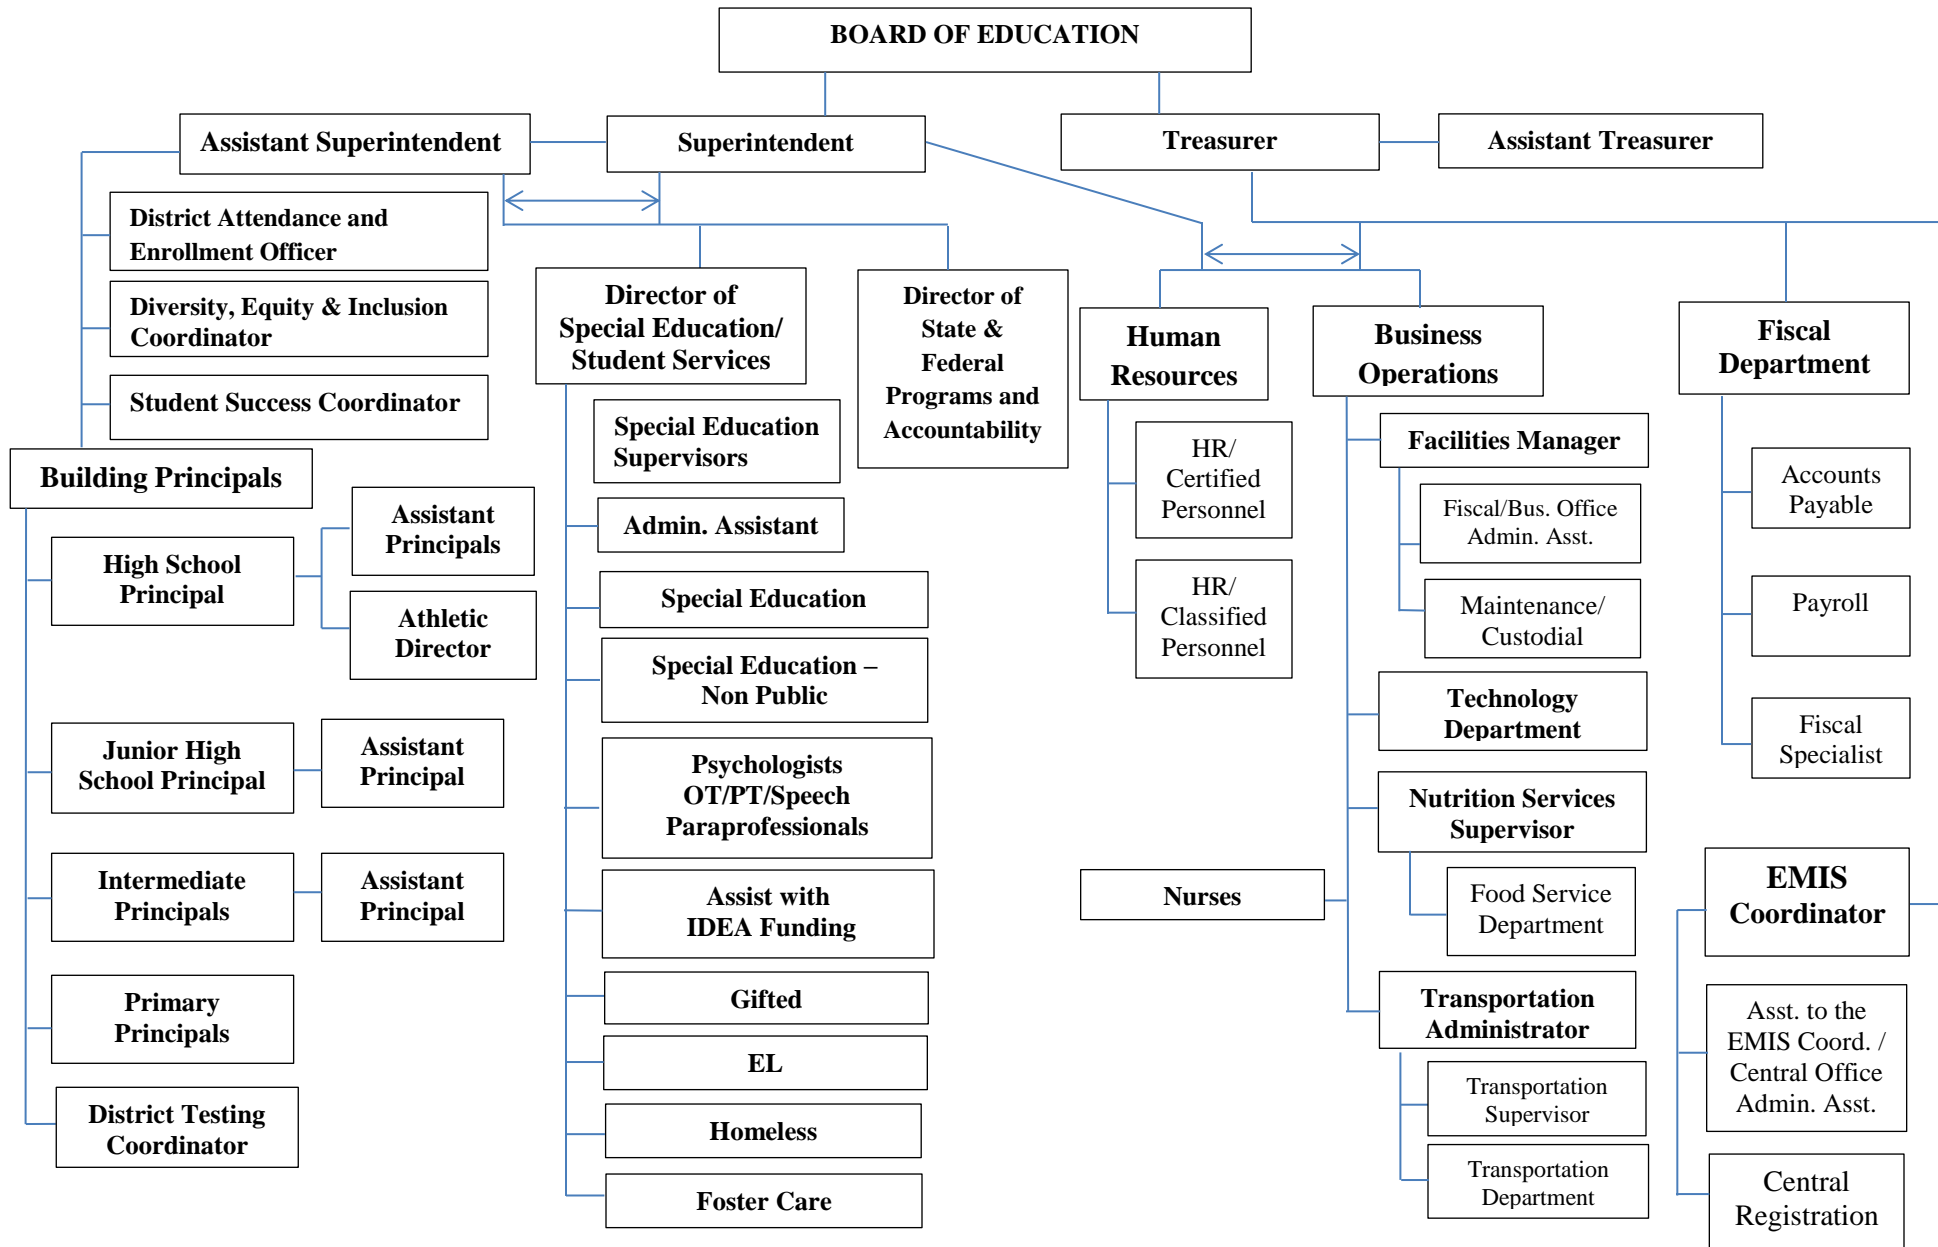 BOARD OF EDUCATION
Assistant Superintendent
Superintendent
Treasurer
Assistant Treasurer
District Attendance and
Enrollment Officer
Diversity, Equity & Inclusion
Coordinator
Student Success Coordinator
Building Principals
High School
Principal
Assistant
Principals
Athletic
Director
Junior High
School Principal
Assistant
Principal
Intermediate
Principals
Assistant
Principal
Primary
Principals
District Testing
Coordinator
Director of
Special Education/
Student Services
Special Education
Supervisors
Admin. Assistant
Special Education
Special Education –
Non Public
Psychologists
OT/PT/Speech
Paraprofessionals
Assist with
IDEA Funding
Gifted
EL
Homeless
Foster Care
Director of
State &
Federal
Programs and
Accountability
Human
Resources
HR/
Certified
Personnel
HR/
Classified
Personnel
Business
Operations
Facilities Manager
Fiscal/Bus. Office
Admin. Asst.
Maintenance/
Custodial
Technology
Department
Nutrition Services
Supervisor
Food Service
Department
Nurses
Transportation
Administrator
Transportation
Supervisor
Transportation
Department
Fiscal
Department
Accounts
Payable
Payroll
Fiscal
Specialist
EMIS
Coordinator
Asst. to the
EMIS Coord. /
Central Office
Admin. Asst.
Central
Registration